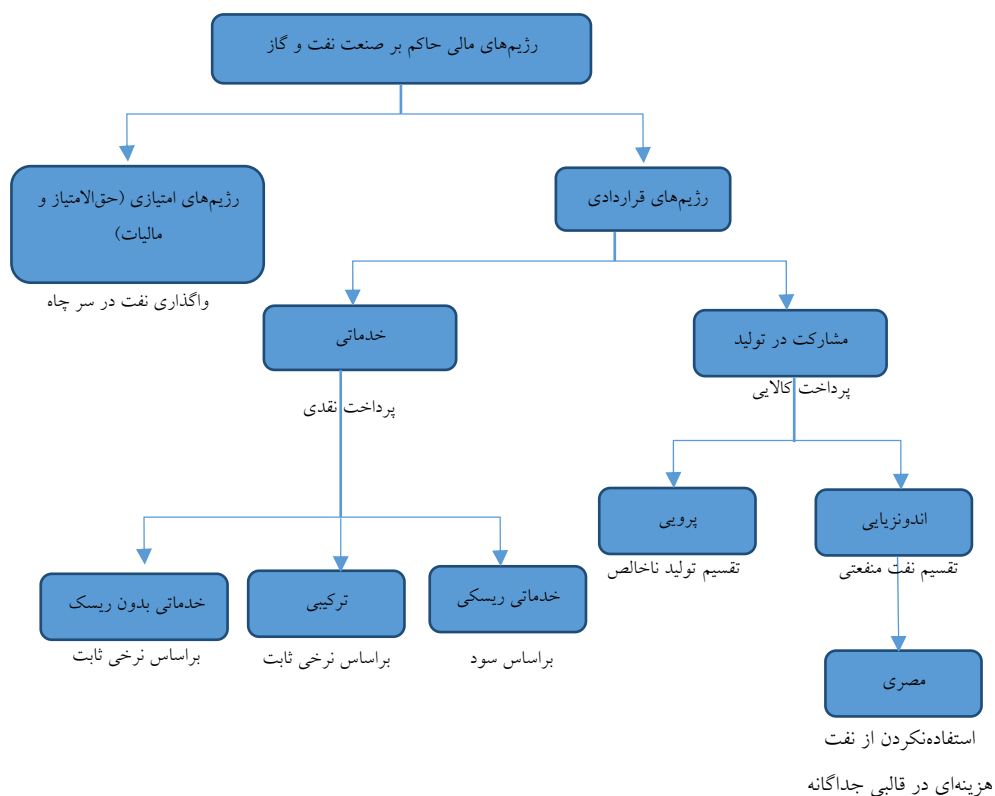 رژیم‌های مالی حاکم بر صنعت نفت و گاز
رژیم‌های قراردادی
رژیم‌های امتیازی (حق‌الامتیاز و
مالیات)
واگذاری نفت در سر چاه
مشارکت در تولید
پرداخت کالایی
خدماتی
پرداخت نقدی
اندونزیایی
تقسیم نفت منفعتی
پرویی
تقسیم تولید ناخالص
خدماتی ریسکی
براساس سود
ترکیبی
براساس نرخی ثابت
خدماتی بدون ریسک
براساس نرخی ثابت
مصری
استفاده‌نکردن از نفت
هزینه‌ای در قالبی جداگانه